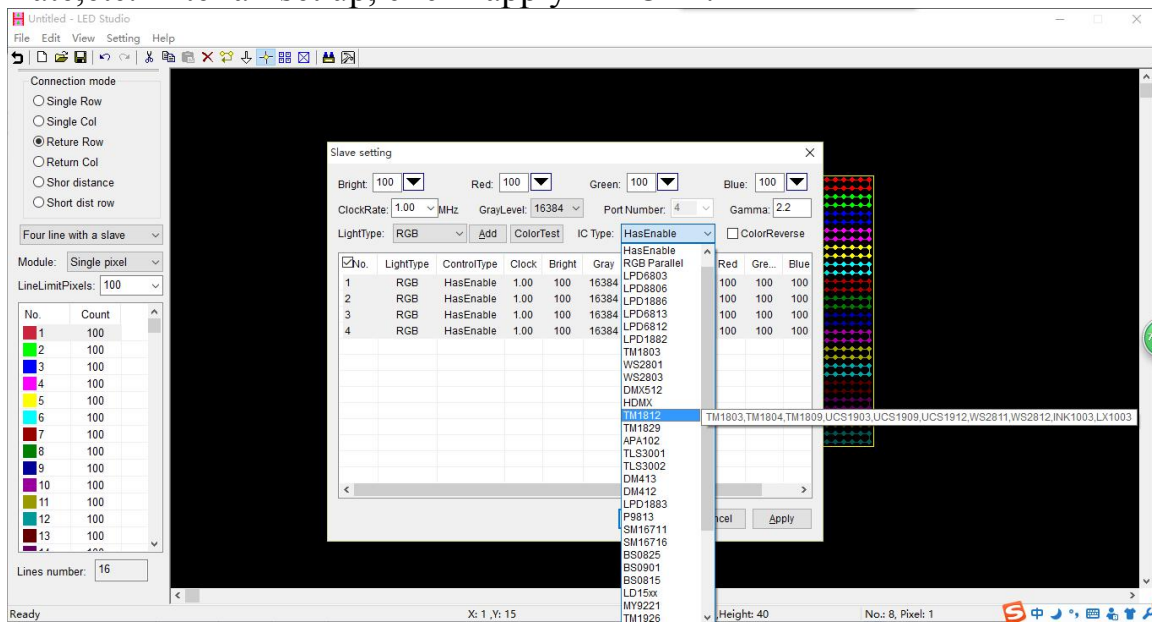 Untitled - LED Studio
File Edit View Setting Help
Connection mode
Single Row
Single Col
Reture Row
Return Col
Shor distance
Short dist row
Four line with a slave
Module: Single pixel
LineLimitPixels: 100
No. Count
1 100
2 100
3 100
4 100
5 100
6 100
7 100
8 100
9 100
10 100
11 100
12 100
13 100
Lines number: 16
Slave setting
Bright: 100 Red: 100 Green: 100 Blue: 100
ClockRate: 1.00 MHz GrayLevel: 16384 Port Number: 4 Gamma: 2.2
LightType: RGB Add ColorTest IC Type: HasEnable ColorReverse
No. LightType ControlType Clock Bright Gray Red Gre... Blue
1 RGB HasEnable 1.00 100 16384 100 100 100
2 RGB HasEnable 1.00 100 16384 100 100 100
3 RGB HasEnable 1.00 100 16384 100 100 100
4 RGB HasEnable 1.00 100 16384 100 100 100
HasEnable
RGB Parallel
LPD6803
LPD8806
LPD1886
LPD6813
LPD6812
LPD1882
TM1803
WS2801
WS2803
DMX512
HDMX
TM1812
TM1803,TM1804,TM1809,UCS1903,UCS1909,UCS1912,WS2811,WS2812,INK1003,LX1003
TM1829
APA102
TLS3001
TLS3002
DM413
DM412
LPD1883
P9813
SM16711
SM16716
BS0825
BS0901
BS0815
LD15xx
MY9221
TM1926
Apply
Ready X: 1 ,Y: 15 ,Height: 40 No.: 8, Pixel: 1
中